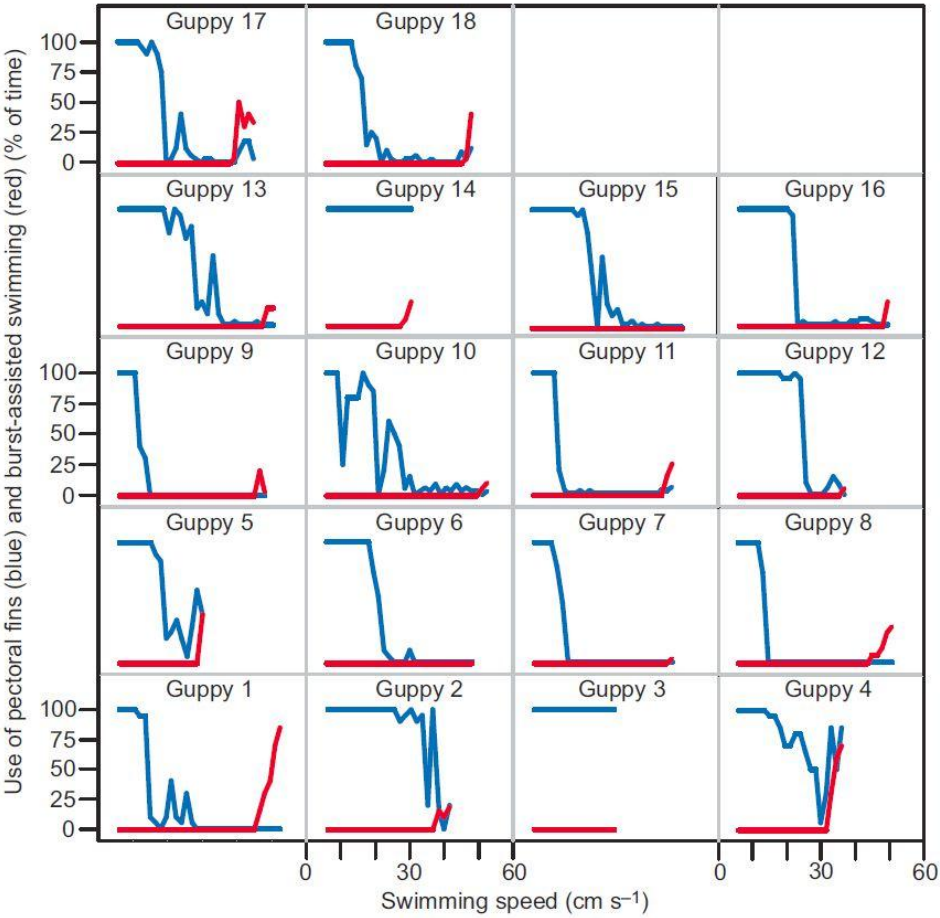 Use of pectoral fins (blue) and burst-assisted swimming (red) (% of time)
Guppy 17 Guppy 18
100
75
50
25
0
Guppy 13 Guppy 14 Guppy 15 Guppy 16
Guppy 9 Guppy 10 Guppy 11 Guppy 12
100
75
50
25
0
Guppy 5 Guppy 6 Guppy 7 Guppy 8
Guppy 1 Guppy 2 Guppy 3 Guppy 4
100
75
50
25
0
0 30 60 0 30 60
Swimming speed (cm s–1)